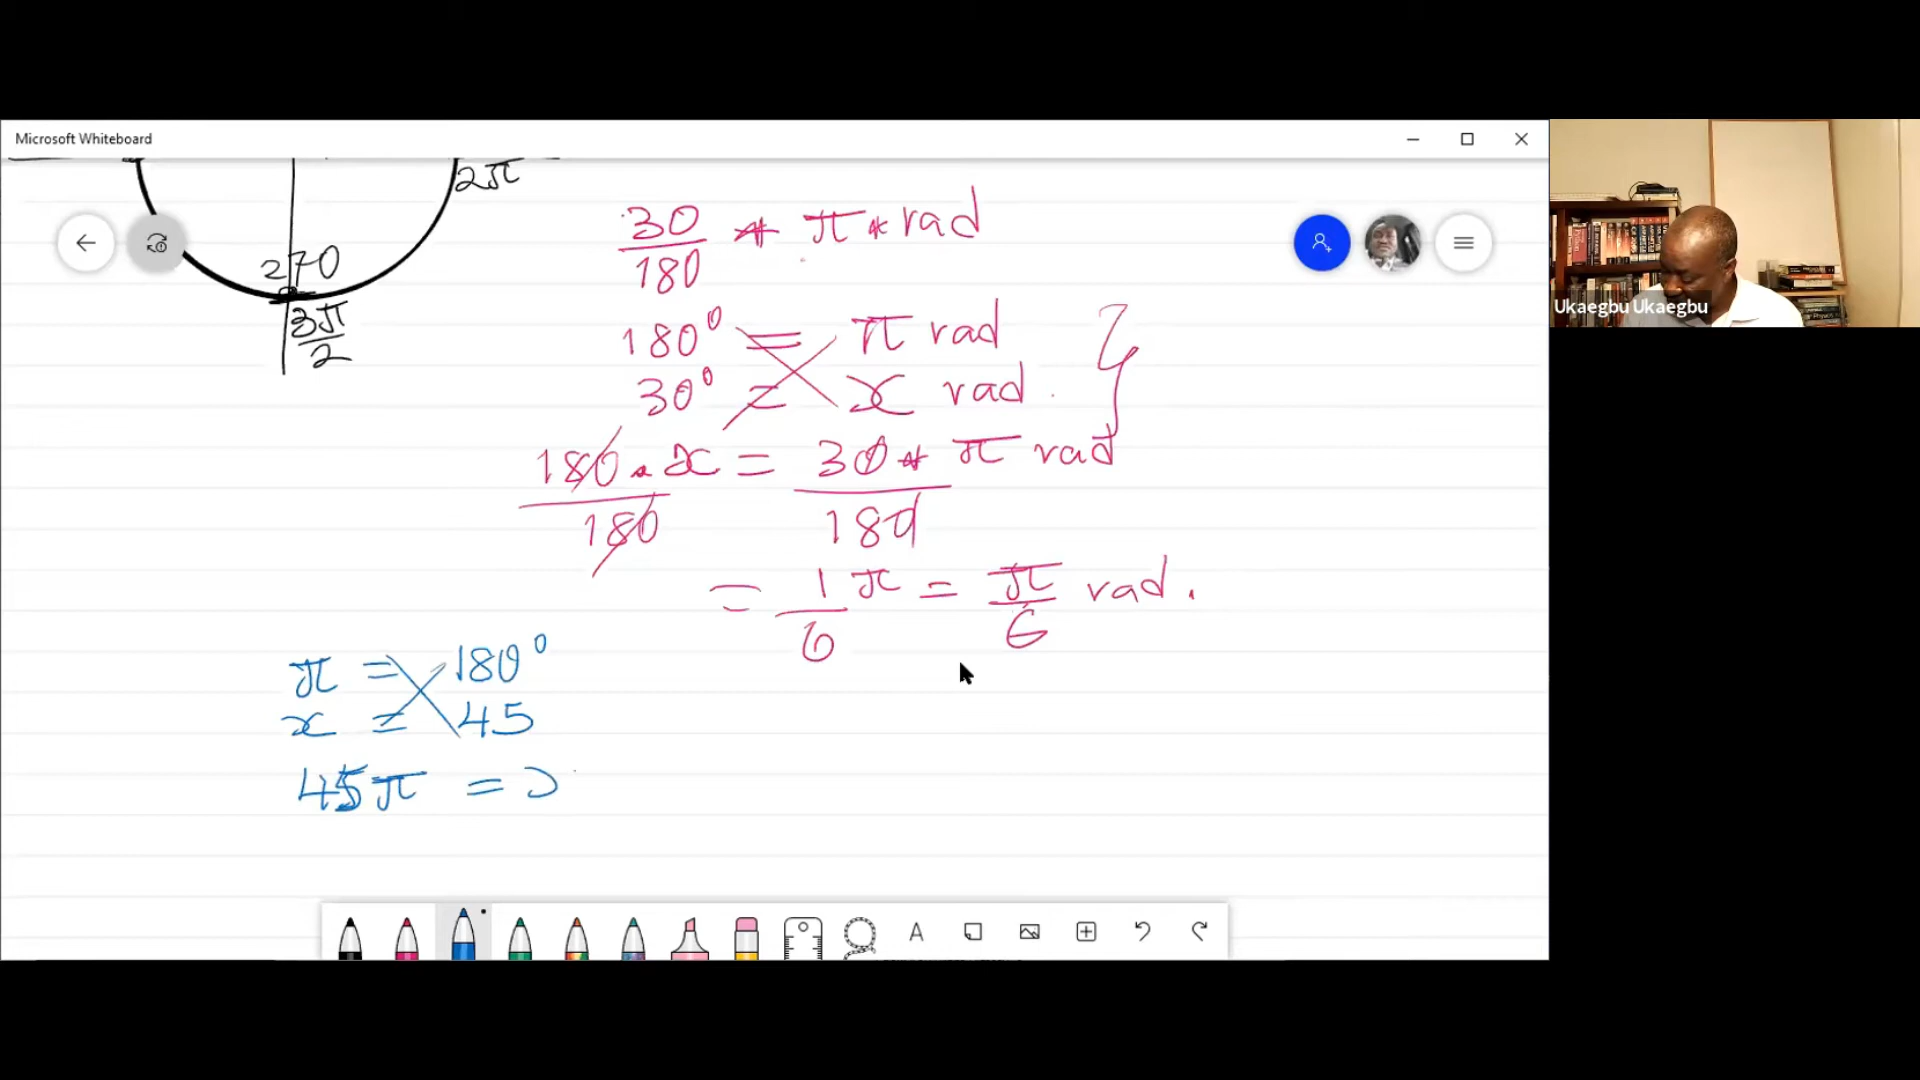 Microsoft Whiteboard
2π
270
3π/2
30/180 * π * rad
180° = π rad
30° = x rad.
180 . x / 180 = 30 * π rad / 180
= 1/6 π = π/6 rad.
π = 180°
x = 45
45π =
Ukaegbu Ukaegbu
A